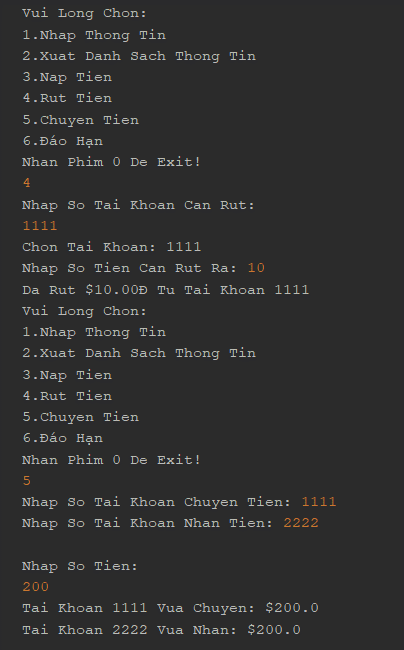 Vui Long Chon:
1.Nhap Thong Tin
2.Xuat Danh Sach Thong Tin
3.Nap Tien
4.Rut Tien
5.Chuyen Tien
6.Đáo Hạn
Nhan Phim 0 De Exit!
4
Nhap So Tai Khoan Can Rut:
1111
Chon Tai Khoan: 1111
Nhap So Tien Can Rut Ra: 10
Da Rut $10.00Đ Tu Tai Khoan 1111
Vui Long Chon:
1.Nhap Thong Tin
2.Xuat Danh Sach Thong Tin
3.Nap Tien
4.Rut Tien
5.Chuyen Tien
6.Đáo Hạn
Nhan Phim 0 De Exit!
5
Nhap So Tai Khoan Chuyen Tien: 1111
Nhap So Tai Khoan Nhan Tien: 2222
Nhap So Tien:
200
Tai Khoan 1111 Vua Chuyen: $200.0
Tai Khoan 2222 Vua Nhan: $200.0